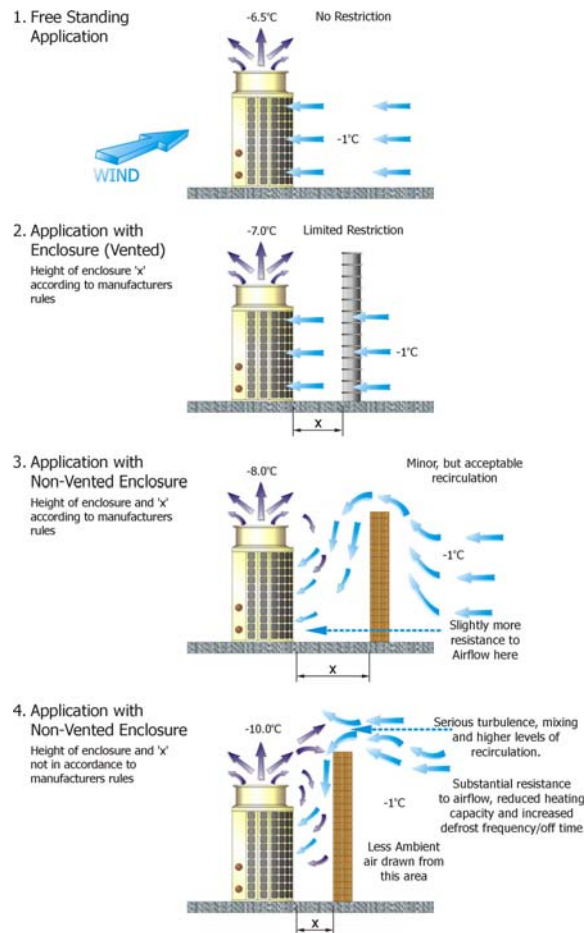 1. Free Standing
Application
-6.5°C
No Restriction
-1°C
WIND
2. Application with
Enclosure (Vented)
Height of enclosure 'x'
according to manufacturers
rules
-7.0°C
Limited Restriction
-1°C
X
3. Application with
Non-Vented Enclosure
Height of enclosure and 'x'
according to manufacturers
rules
-8.0°C
Minor, but acceptable
recirculation
-1°C
Slightly more
resistance to
Airflow here
X
4. Application with
Non-Vented Enclosure
Height of enclosure and 'x'
not in accordance to
manufacturers rules
-10.0°C
Serious turbulence, mixing
and higher levels of
recirculation.
Substantial resistance
to airflow, reduced heating
capacity and increased
defrost frequency/off time
-1°C
Less Ambient
air drawn from
this area
X